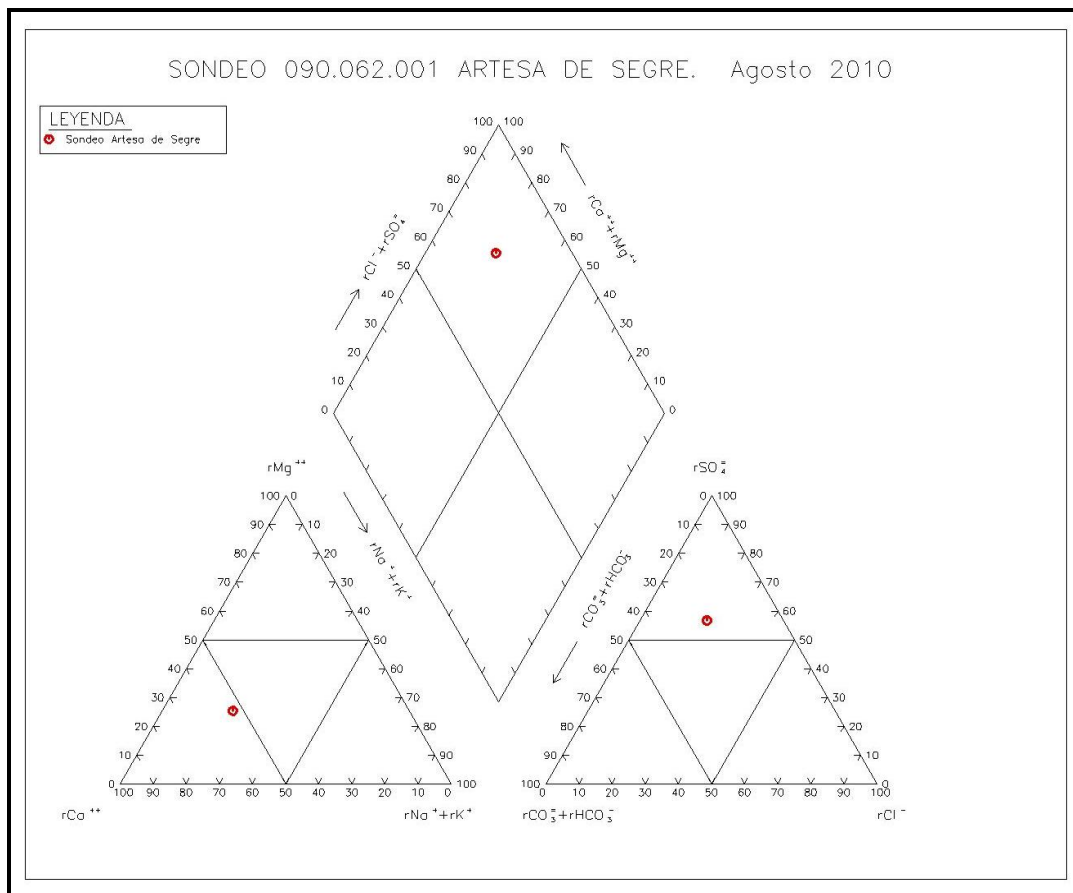 SONDEO 090.062.001 ARTESA DE SEGRE. Agosto 2010
LEYENDA
Sondeo Artesa de Segre
100 100
90 90
80 80
70 70
60 60
50 50
40 40
30 30
20 20
10 10
0 0
rCl⁻+rSO₄⁼
rCa⁺⁺+rMg⁺⁺
rNa⁺+rK⁺
rCO₃⁼+rHCO₃⁻
rMg⁺⁺
100 0
90 10
80 20
70 30
60 40
50 50
40 60
30 70
20 80
10 90
0 100
100 90 80 70 60 50 40 30 20 10 0
rCa⁺⁺
rNa⁺+rK⁺
rSO₄⁼
0 100
10 90
20 80
30 70
40 60
50 50
60 40
70 30
80 20
90 10
100 0
0 10 20 30 40 50 60 70 80 90 100
rCO₃⁼+rHCO₃⁻
rCl⁻